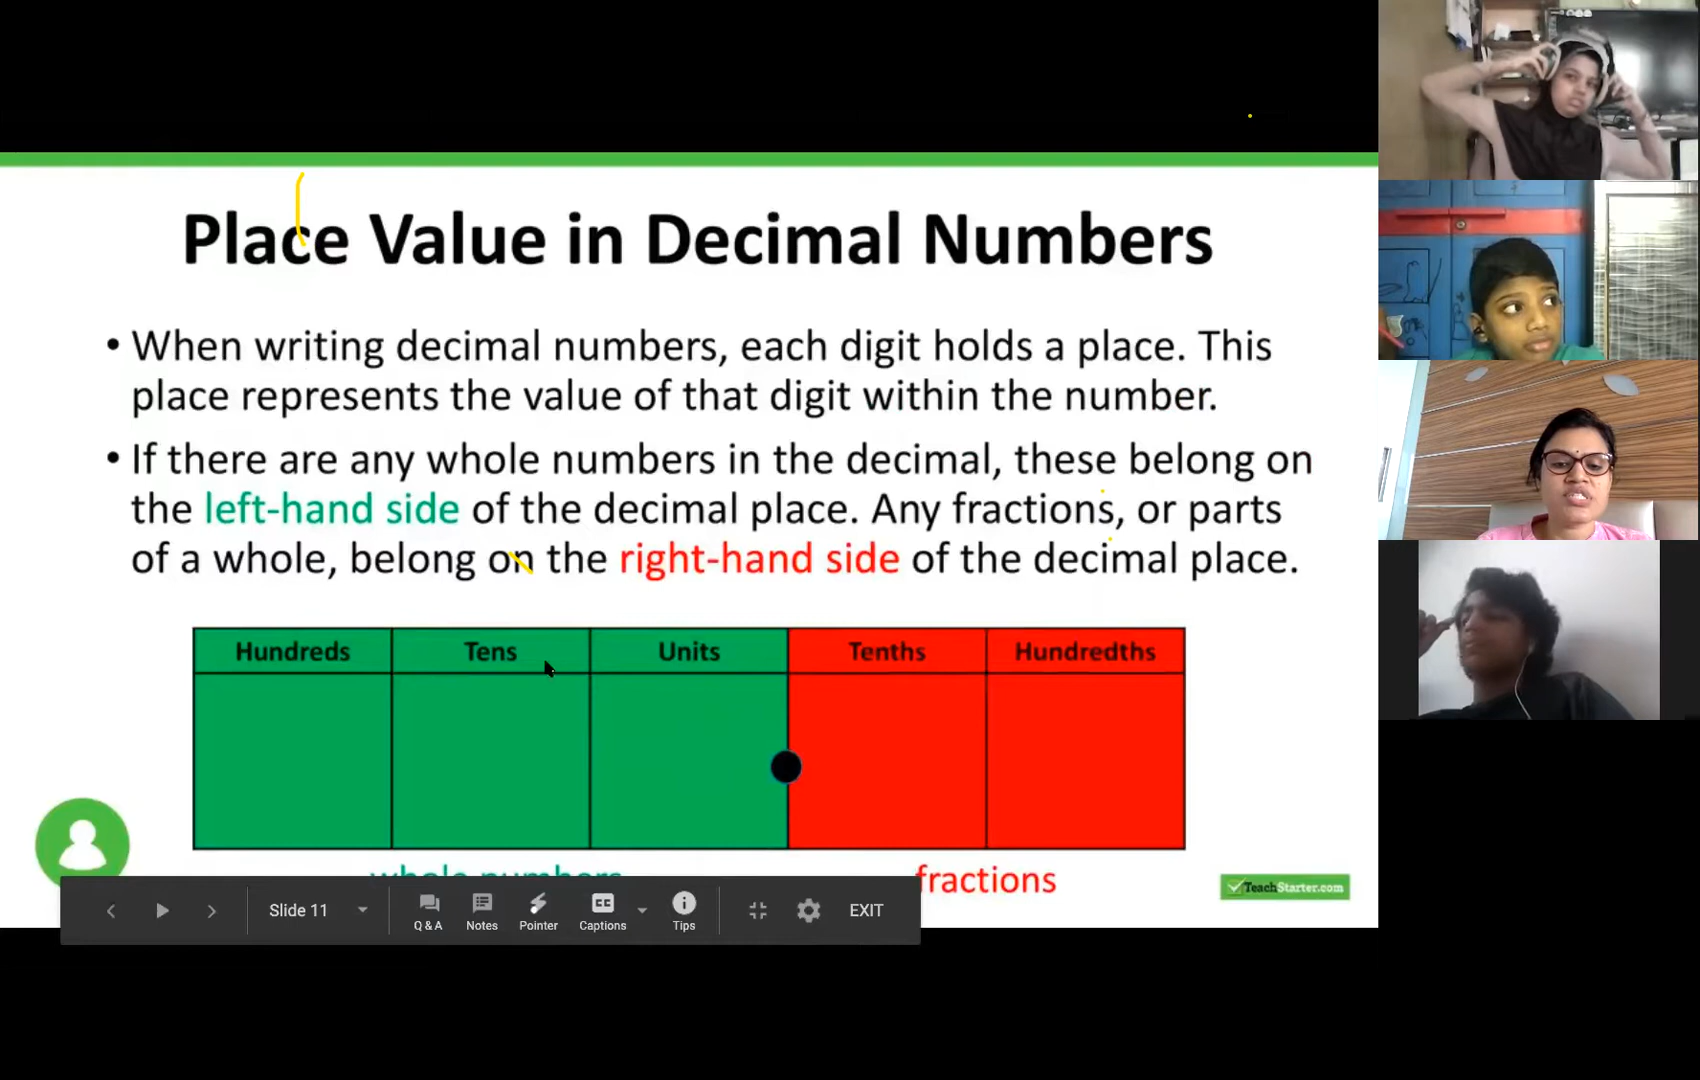 Place Value in Decimal Numbers
• When writing decimal numbers, each digit holds a place. This
place represents the value of that digit within the number.
• If there are any whole numbers in the decimal, these belong on
the left-hand side of the decimal place. Any fractions, or parts
of a whole, belong on the right-hand side of the decimal place.
Hundreds Tens Units Tenths Hundredths
whole numbers fractions
TeachStarter.com
Slide 11 Q & A Notes Pointer CC Captions Tips EXIT